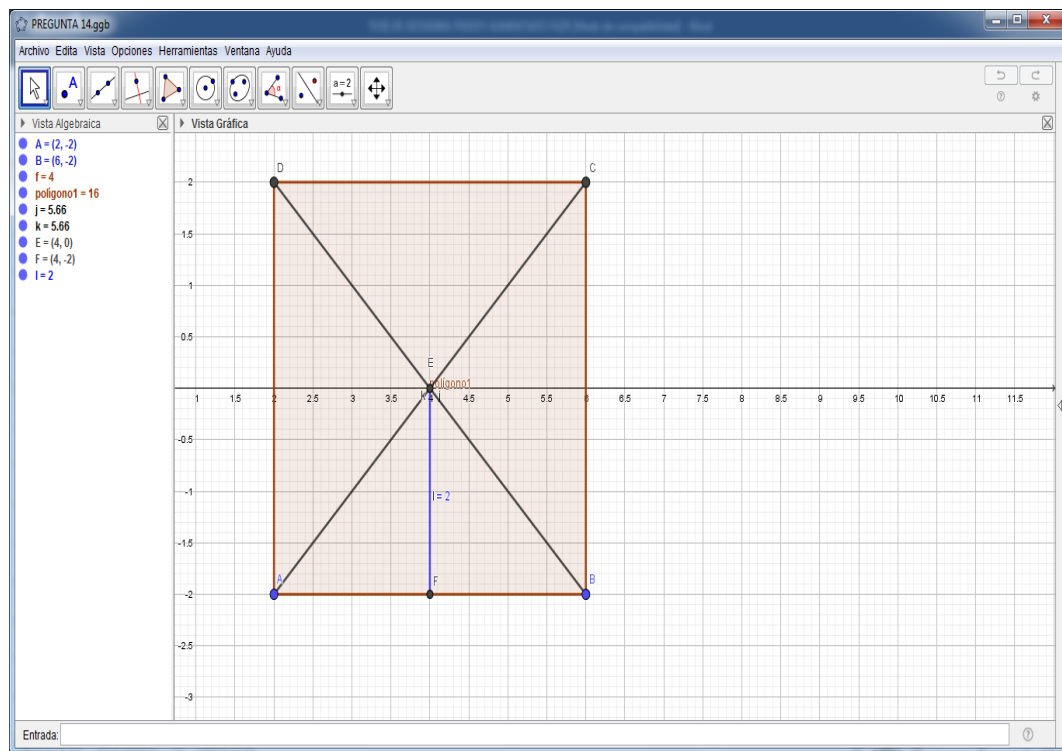 PREGUNTA 14.ggb
Archivo Edita Vista Opciones Herramientas Ventana Ayuda
A
α
a=2
Vista Algebraica
Vista Gráfica
A = (2, -2)
B = (6, -2)
f = 4
polígono1 = 16
j = 5.66
k = 5.66
E = (4, 0)
F = (4, -2)
l = 2
D
C
2
1.5
1
0.5
E
polígono1
k
j
1 1.5 2 2.5 3 3.5 4 4.5 5 5.5 6 6.5 7 7.5 8 8.5 9 9.5 10 10.5 11 11.5
-0.5
-1
l = 2
-1.5
A
F
B
-2
-2.5
-3
Entrada: